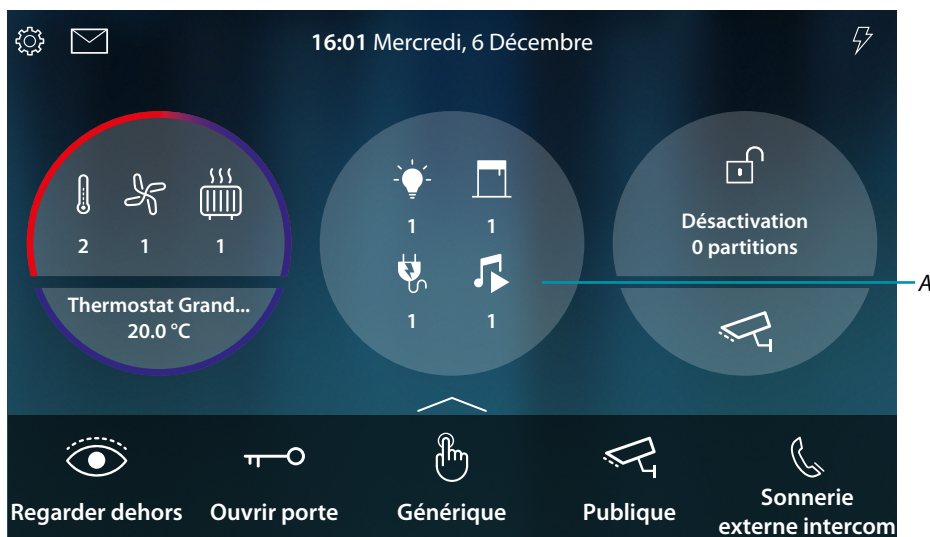 16:01 Mercredi, 6 Décembre
2 1 1
Thermostat Grand...
20.0 °C
1 1
1 1
Désactivation
0 partitions
A
Regarder dehors
Ouvrir porte
Générique
Publique
Sonnerie
externe intercom